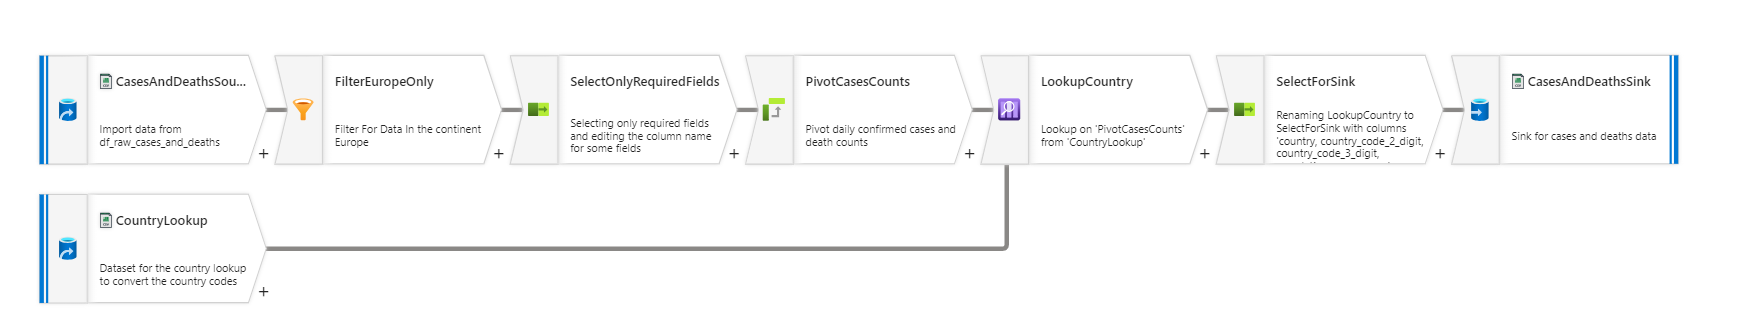 CasesAndDeathsSou...
Import data from
df_raw_cases_and_deaths
+
FilterEuropeOnly
Filter For Data In the continent
Europe
+
SelectOnlyRequiredFields
Selecting only required fields
and editing the column name
for some fields
+
PivotCasesCounts
Pivot daily confirmed cases and
death counts
+
LookupCountry
Lookup on 'PivotCasesCounts'
from 'CountryLookup'
+
SelectForSink
Renaming LookupCountry to
SelectForSink with columns
'country, country_code_2_digit,
country_code_3_digit,
+
CasesAndDeathsSink
Sink for cases and deaths data
CountryLookup
Dataset for the country lookup
to convert the country codes
+